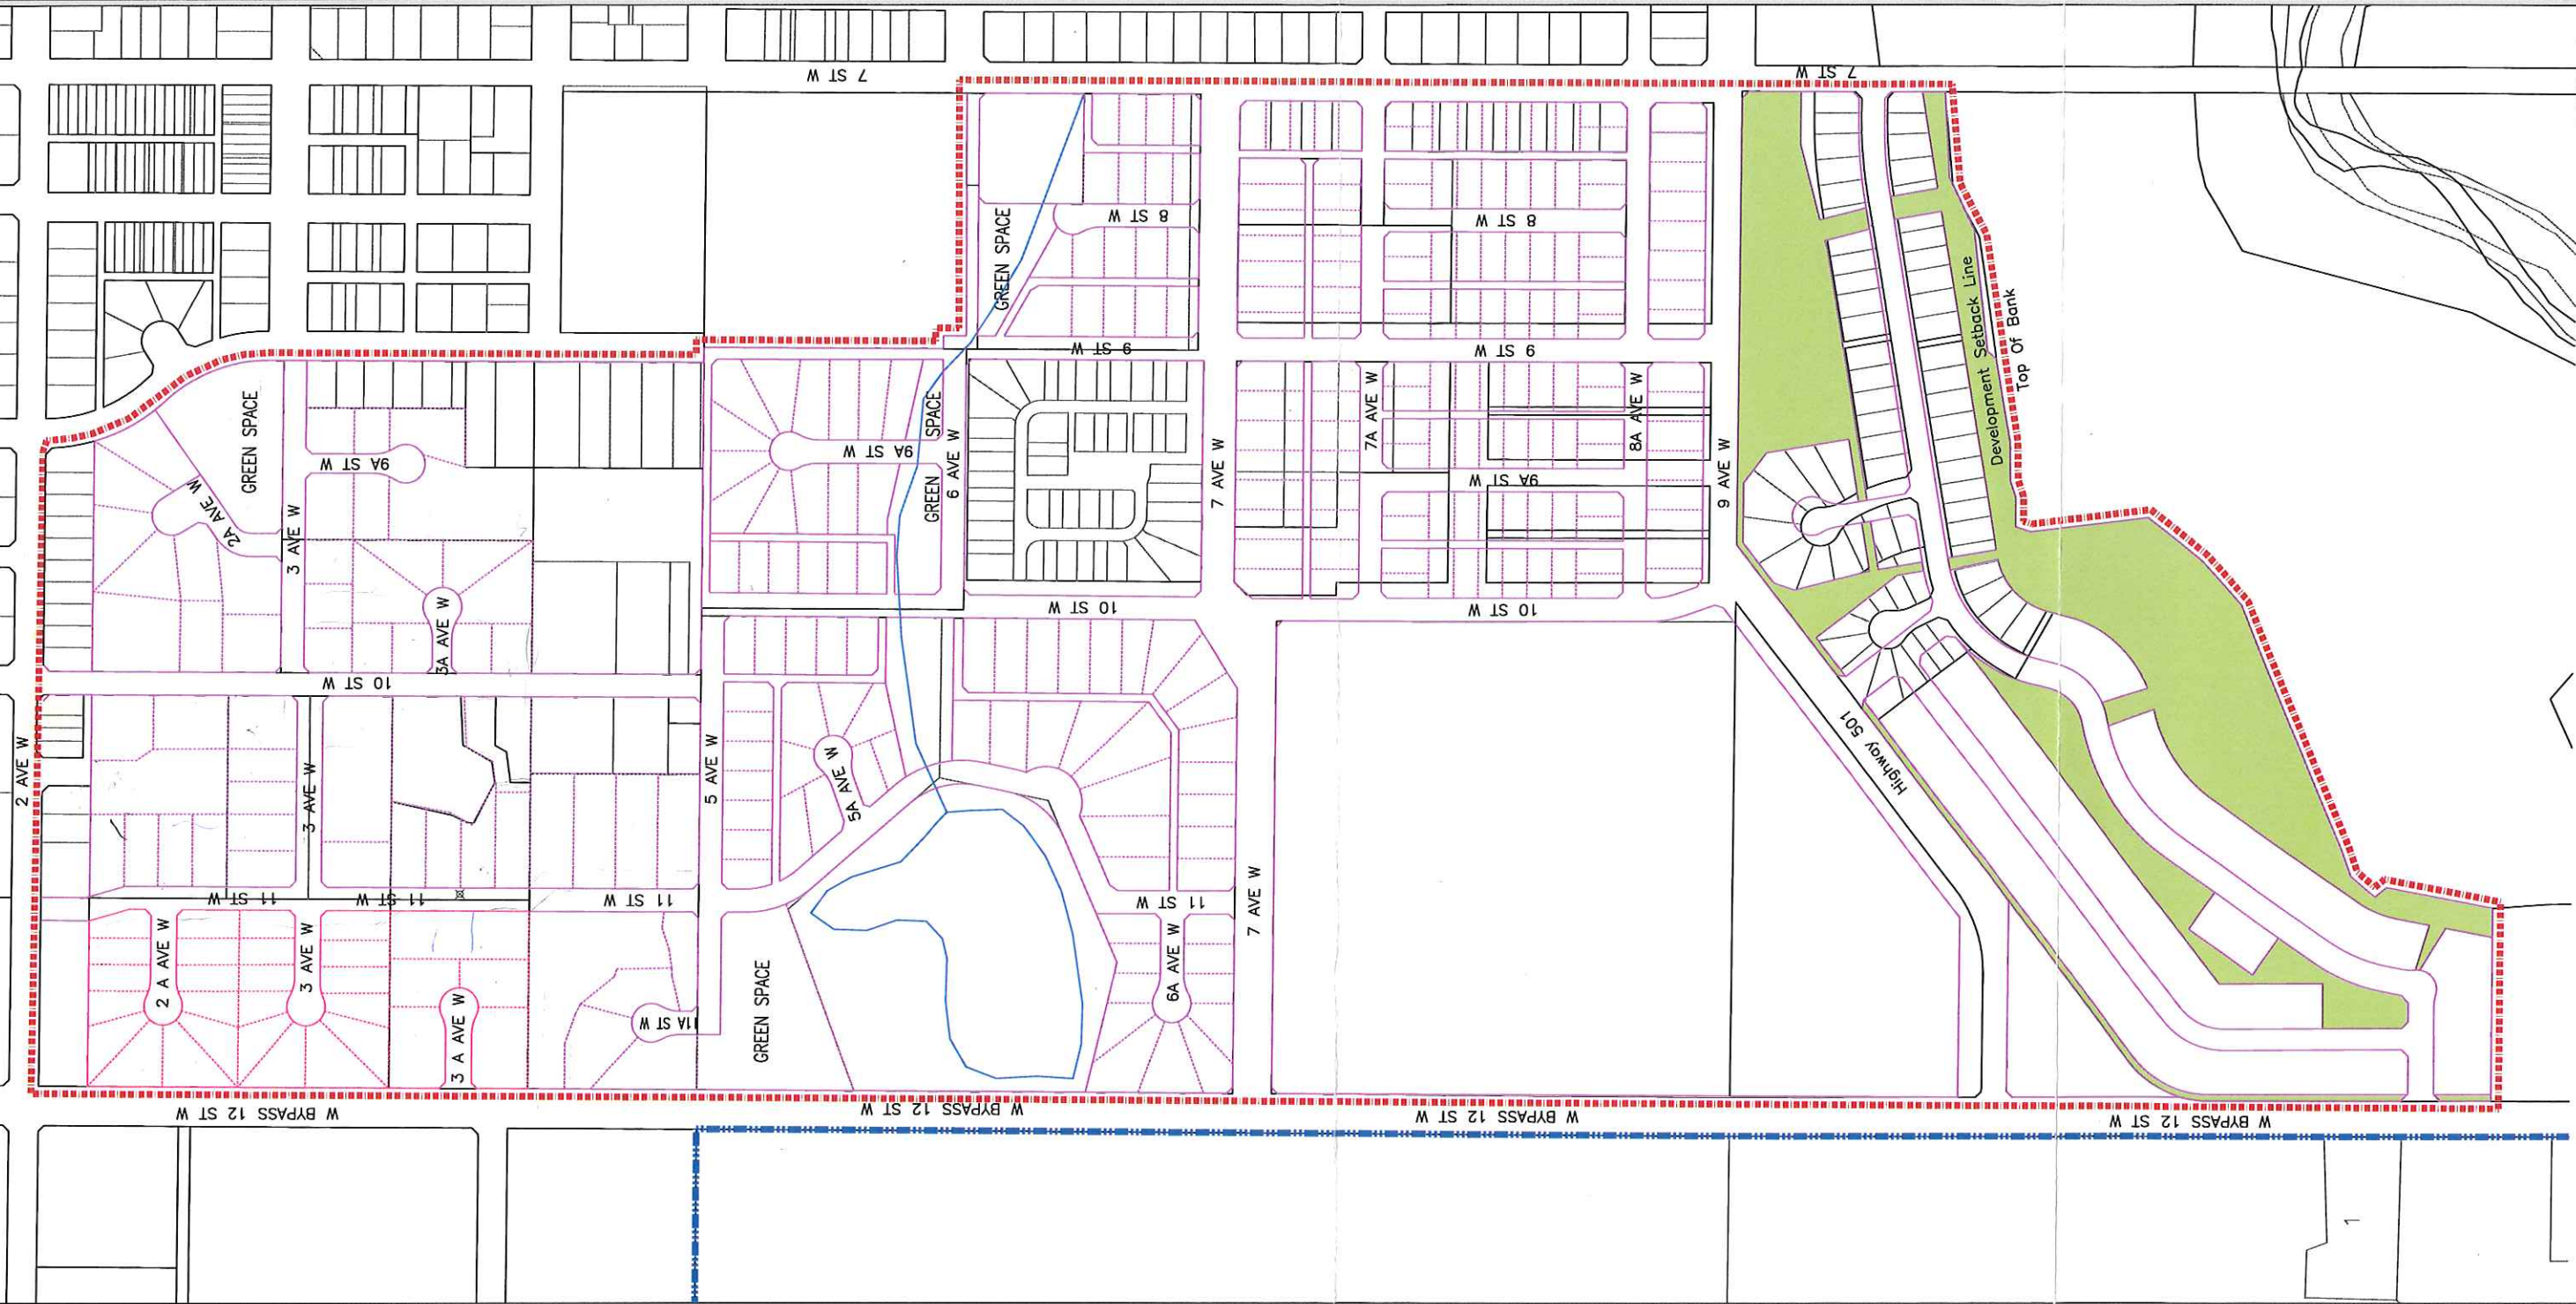 7 ST W
7 ST W
8 ST W
8 ST W
GREEN SPACE
Development Setback Line
Top Of Bank
9 ST W
9 ST W
GREEN SPACE
9A ST W
2A AVE W
3 AVE W
9A ST W
GREEN SPACE
6 AVE W
7 AVE W
7A AVE W
8A AVE W
9A ST W
9 AVE W
3A AVE W
10 ST W
10 ST W
10 ST W
2 AVE W
3 AVE W
5 AVE W
5A AVE W
Highway 501
11 ST W
11 ST W
11 ST W
11 ST W
7 AVE W
2 A AVE W
3 AVE W
3 A AVE W
11A ST W
GREEN SPACE
6A AVE W
W BYPASS 12 ST W
W BYPASS 12 ST W
W BYPASS 12 ST W
W BYPASS 12 ST W
1